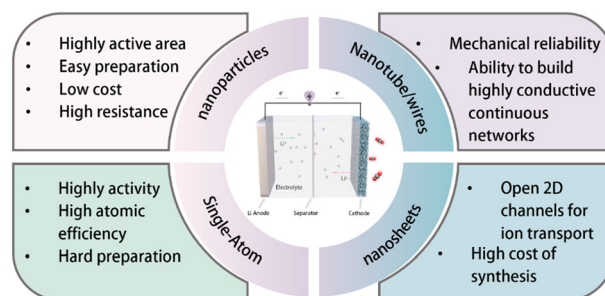 • Highly active area
• Easy preparation
• Low cost
• High resistance
nanoparticles
Nanotube/wires
• Mechanical reliability
• Ability to build
highly conductive
continuous
networks
e⁻
e⁻
Li⁺
Li⁺
Electrolyte
Li Anode
Separator
Cathode
• Highly activity
• High atomic
efficiency
• Hard preparation
Single-Atom
nanosheets
• Open 2D
channels for
ion transport
• High cost of
synthesis